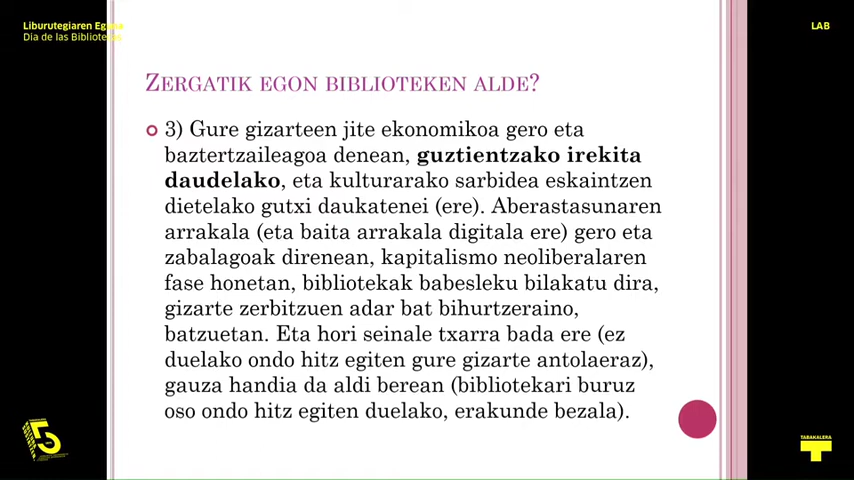 Liburutegiaren Eguna
Día de las Bibliotecas
LAB
ZERGATIK EGON BIBLIOTEKEN ALDE?
3) Gure gizarteen jite ekonomikoa gero eta
baztertzaileagoa denean, guztientzako irekita
daudelako, eta kulturarako sarbidea eskaintzen
dietelako gutxi daukatenei (ere). Aberastasunaren
arrakala (eta baita arrakala digitala ere) gero eta
zabalagoak direnean, kapitalismo neoliberalaren
fase honetan, bibliotekak babesleku bilakatu dira,
gizarte zerbitzuen adar bat bihurtzeraino,
batzuetan. Eta hori seinale txarra bada ere (ez
duelako ondo hitz egiten gure gizarte antolaeraz),
gauza handia da aldi berean (bibliotekari buruz
oso ondo hitz egiten duelako, erakunde bezala).
5
TABAKALERA